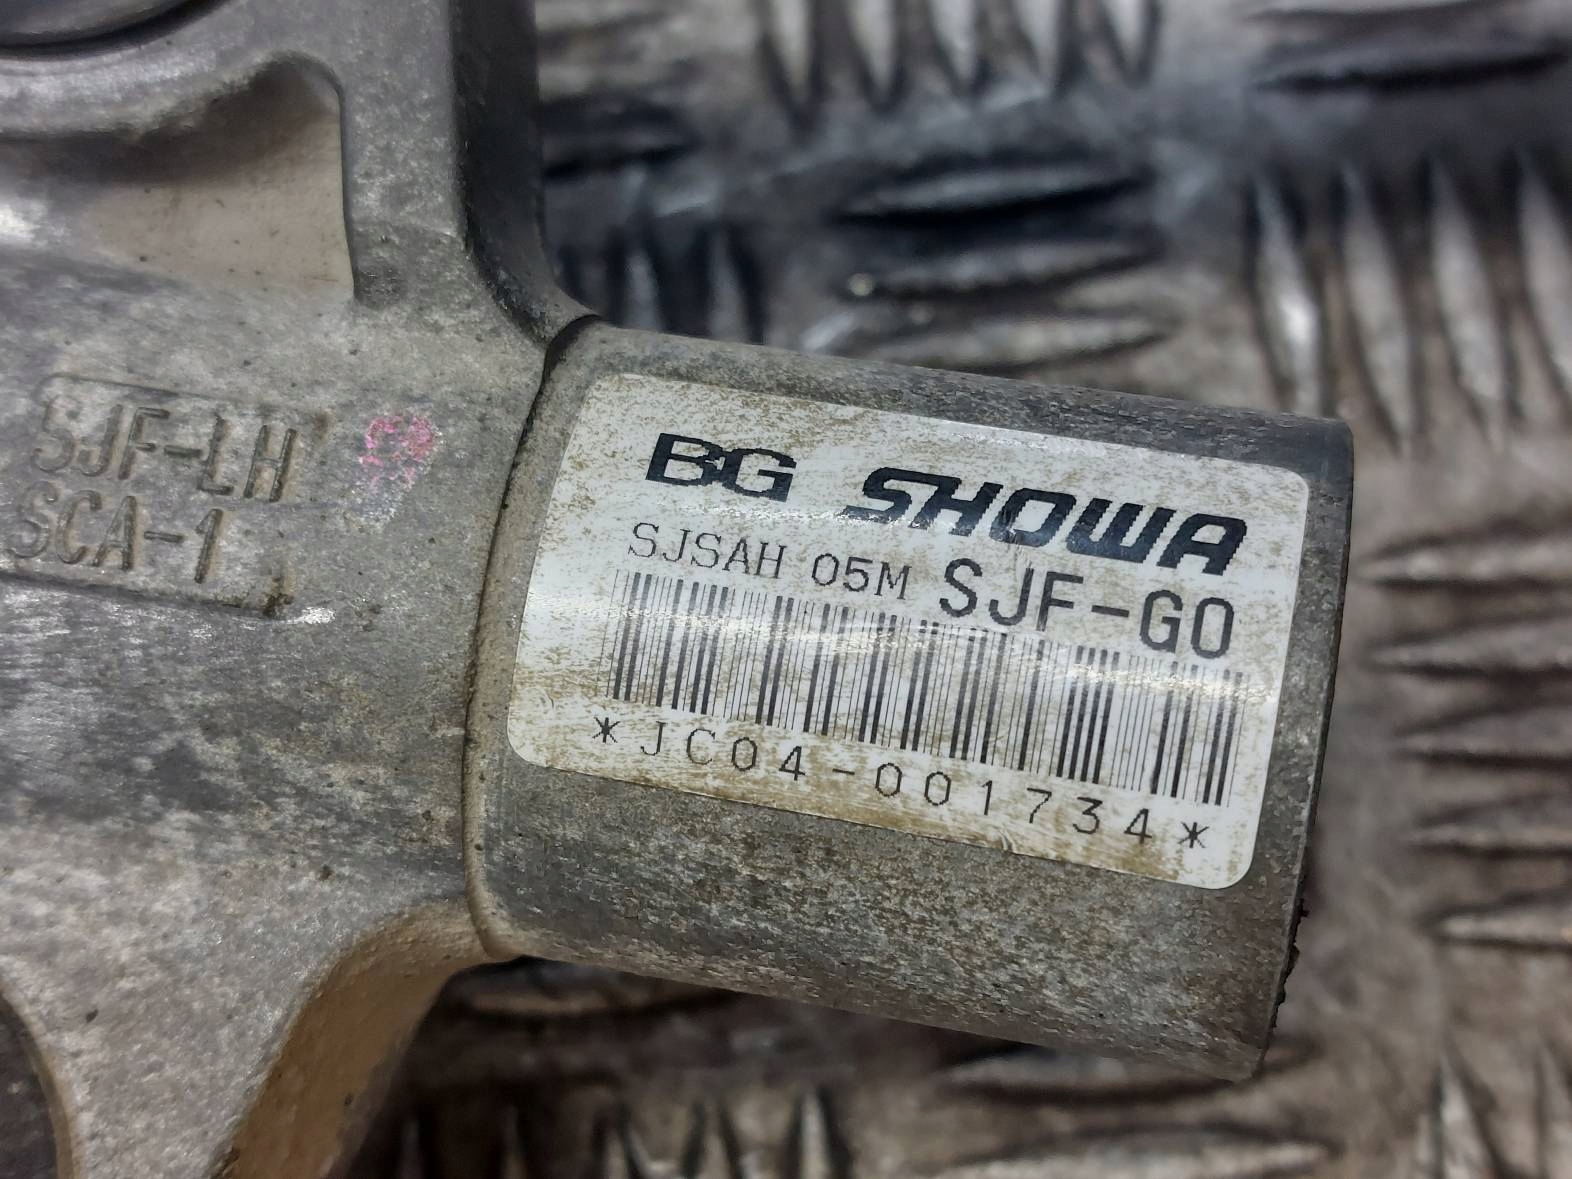 SJF-LH
SCA-1
BG SHOWA
SJSAH 05M SJF-G0
*JC04-001734*